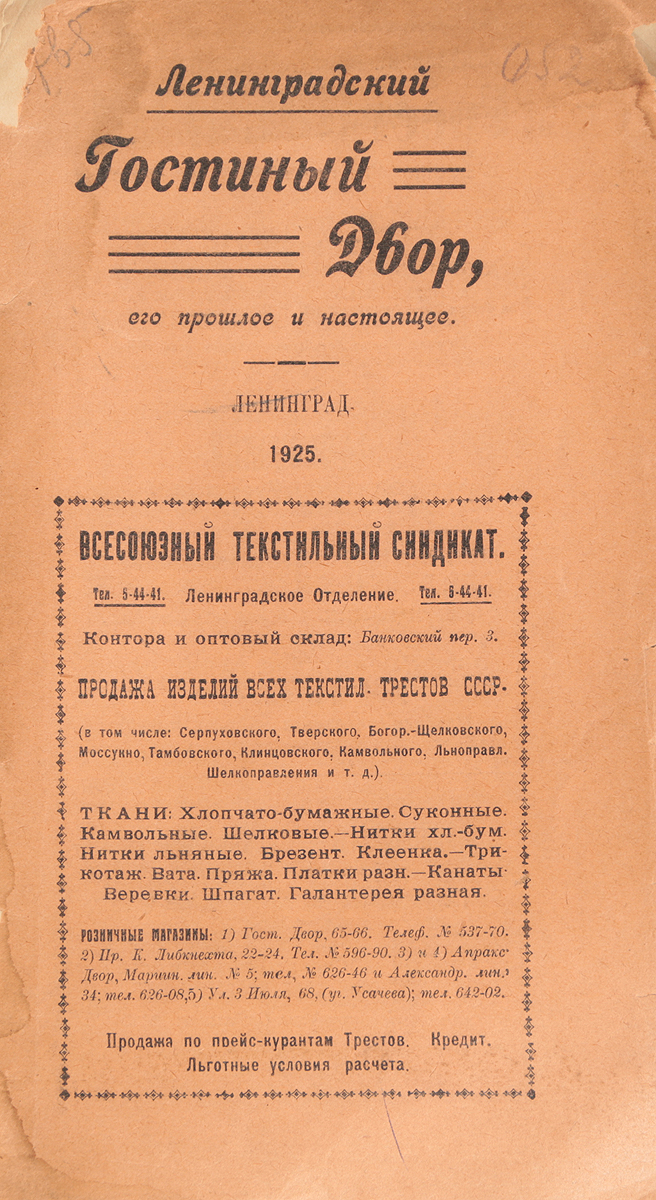 Ленинградский
Гостиный
Двор,
его прошлое и настоящее.
ЛЕНИНГРАД.
1925.
ВСЕСОЮЗНЫЙ ТЕКСТИЛЬНЫЙ СИНДИКАТ.
Тел. 5-44-41. Ленинградское Отделение. Тел. 5-44-41.
Контора и оптовый склад: Банковский пер. 3.
ПРОДАЖА ИЗДЕЛИЙ ВСЕХ ТЕКСТИЛ. ТРЕСТОВ СССР.
(в том числе: Серпуховского, Тверского, Богор.-Щелковского,
Моссукно, Тамбовского, Клинцовского, Камвольного, Льноправл.
Шелкоправления и т. д.).
ТКАНИ: Хлопчато-бумажные. Суконные.
Камвольные. Шелковые.—Нитки хл.-бум.
Нитки льняные. Брезент. Клеенка.—Три-
котаж. Вата. Пряжа. Платки разн.—Канаты
Веревки. Шпагат. Галантерея разная.
РОЗНИЧНЫЕ МАГАЗИНЫ: 1) Гост. Двор, 65-66. Телеф. № 537-70.
2) Пр. К. Либкнехта, 22-24. Тел. № 596-90. 3) и 4) Апракс
Двор, Мариин. лин. № 5; тел, № 626-46 и Александр. лин.
34; тел. 626-08,5) Ул. 3 Июля, 68, (уг. Усачева); тел. 642-02.
Продажа по прейс-курантам Трестов. Кредит.
Льготные условия расчета.